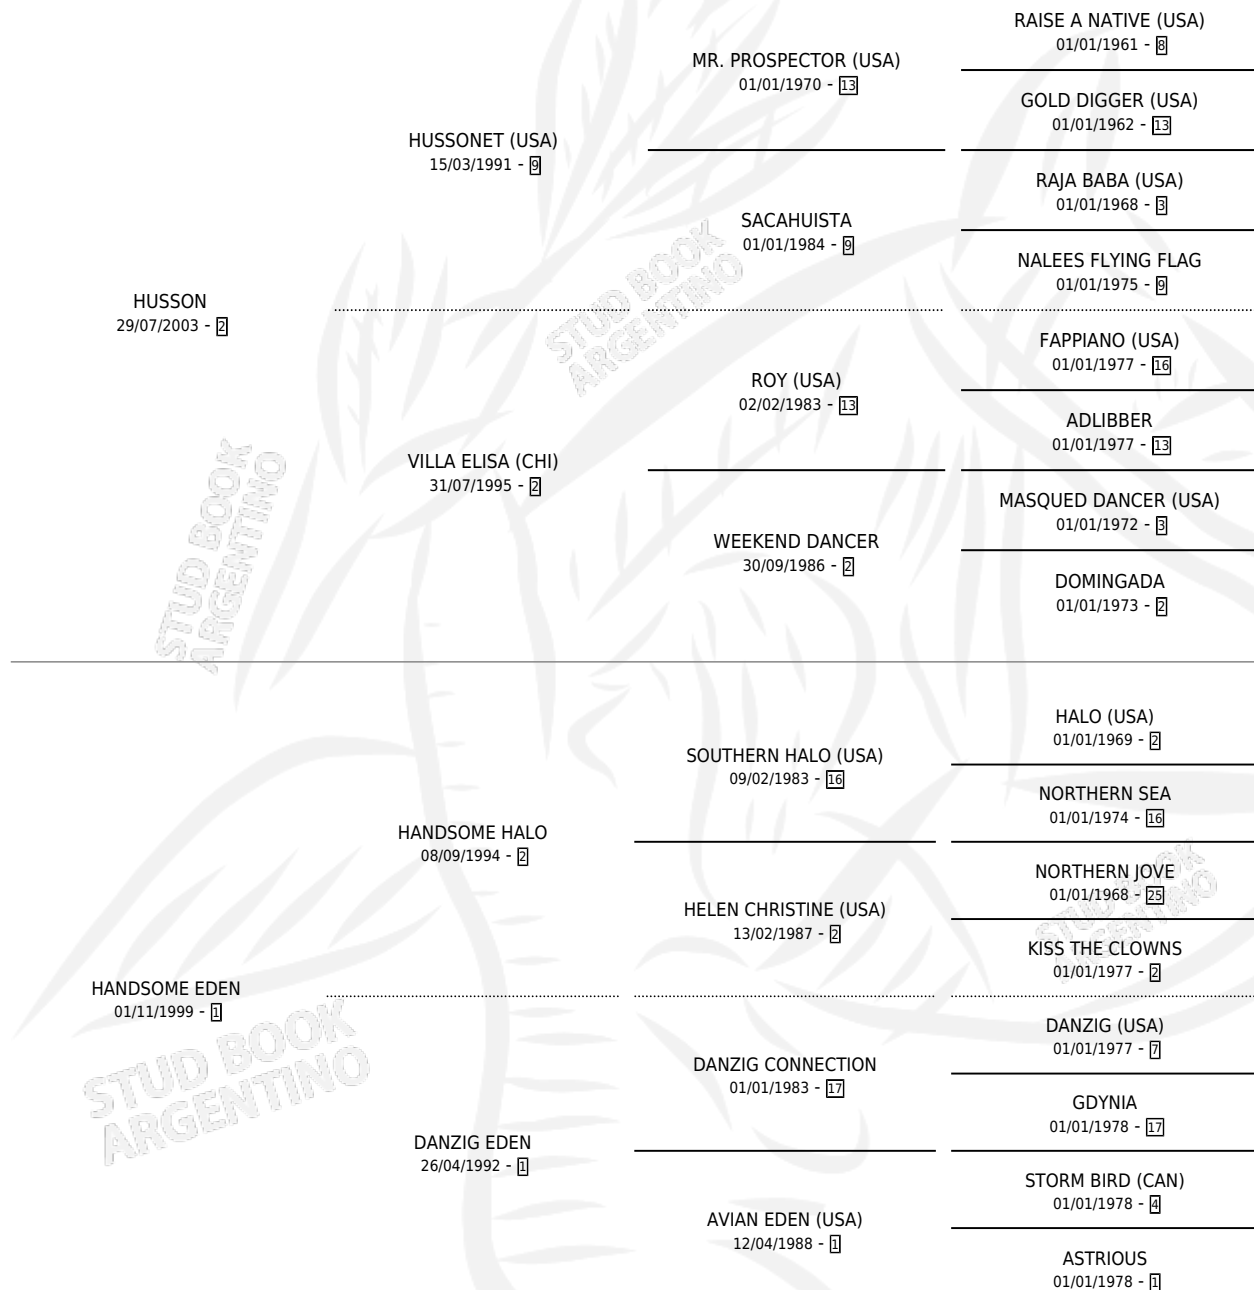 RAISE A NATIVE (USA)
01/01/1961 - 8
MR. PROSPECTOR (USA)
01/01/1970 - 13
GOLD DIGGER (USA)
01/01/1962 - 13
HUSSONET (USA)
15/03/1991 - 9
RAJA BABA (USA)
01/01/1968 - 3
SACAHUISTA
01/01/1984 - 9
NALEES FLYING FLAG
01/01/1975 - 9
STUD BOOK
ARGENTINO
HUSSON
29/07/2003 - 2
FAPPIANO (USA)
01/01/1977 - 16
ROY (USA)
02/02/1983 - 13
ADLIBBER
01/01/1977 - 13
VILLA ELISA (CHI)
31/07/1995 - 2
MASQUED DANCER (USA)
01/01/1972 - 3
WEEKEND DANCER
30/09/1986 - 2
DOMINGADA
01/01/1973 - 2
STUD BOOK
ARGENTINO
HALO (USA)
01/01/1969 - 2
SOUTHERN HALO (USA)
09/02/1983 - 16
NORTHERN SEA
01/01/1974 - 16
HANDSOME HALO
08/09/1994 - 2
NORTHERN JOVE
01/01/1968 - 25
HELEN CHRISTINE (USA)
13/02/1987 - 2
KISS THE CLOWNS
01/01/1977 - 2
STUD BOOK
ARGENTINO
HANDSOME EDEN
01/11/1999 - 1
DANZIG (USA)
01/01/1977 - 7
DANZIG CONNECTION
01/01/1983 - 17
GDYNIA
01/01/1978 - 17
DANZIG EDEN
26/04/1992 - 1
STORM BIRD (CAN)
01/01/1978 - 4
AVIAN EDEN (USA)
12/04/1988 - 1
ASTRIOUS
01/01/1978 - 1
STUD BOOK
ARGENTINO